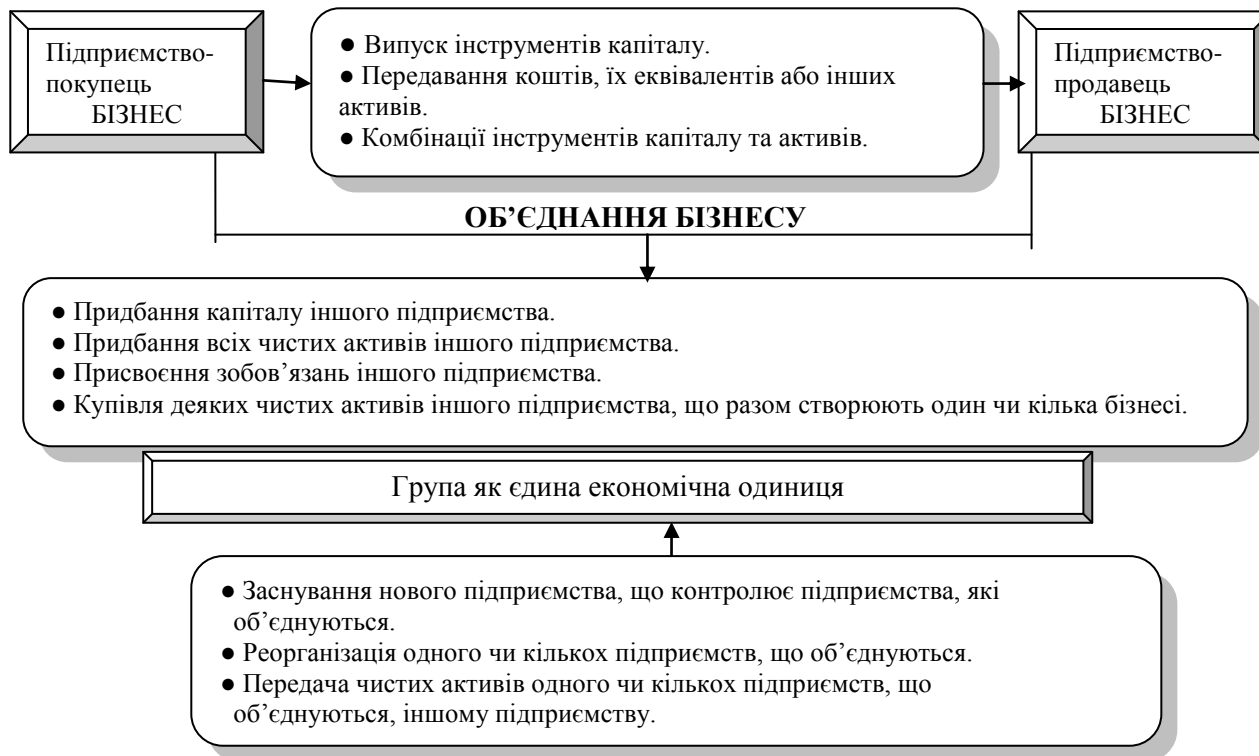 Підприємство-
покупець
БІЗНЕС
● Випуск інструментів капіталу.
● Передавання коштів, їх еквівалентів або інших
активів.
● Комбінації інструментів капіталу та активів.
Підприємство-
продавець
БІЗНЕС
ОБ’ЄДНАННЯ БІЗНЕСУ
● Придбання капіталу іншого підприємства.
● Придбання всіх чистих активів іншого підприємства.
● Присвоєння зобов’язань іншого підприємства.
● Купівля деяких чистих активів іншого підприємства, що разом створюють один чи кілька бізнесі.
Група як єдина економічна одиниця
● Заснування нового підприємства, що контролює підприємства, які
об’єднуються.
● Реорганізація одного чи кількох підприємств, що об’єднуються.
● Передача чистих активів одного чи кількох підприємств, що
об’єднуються, іншому підприємству.